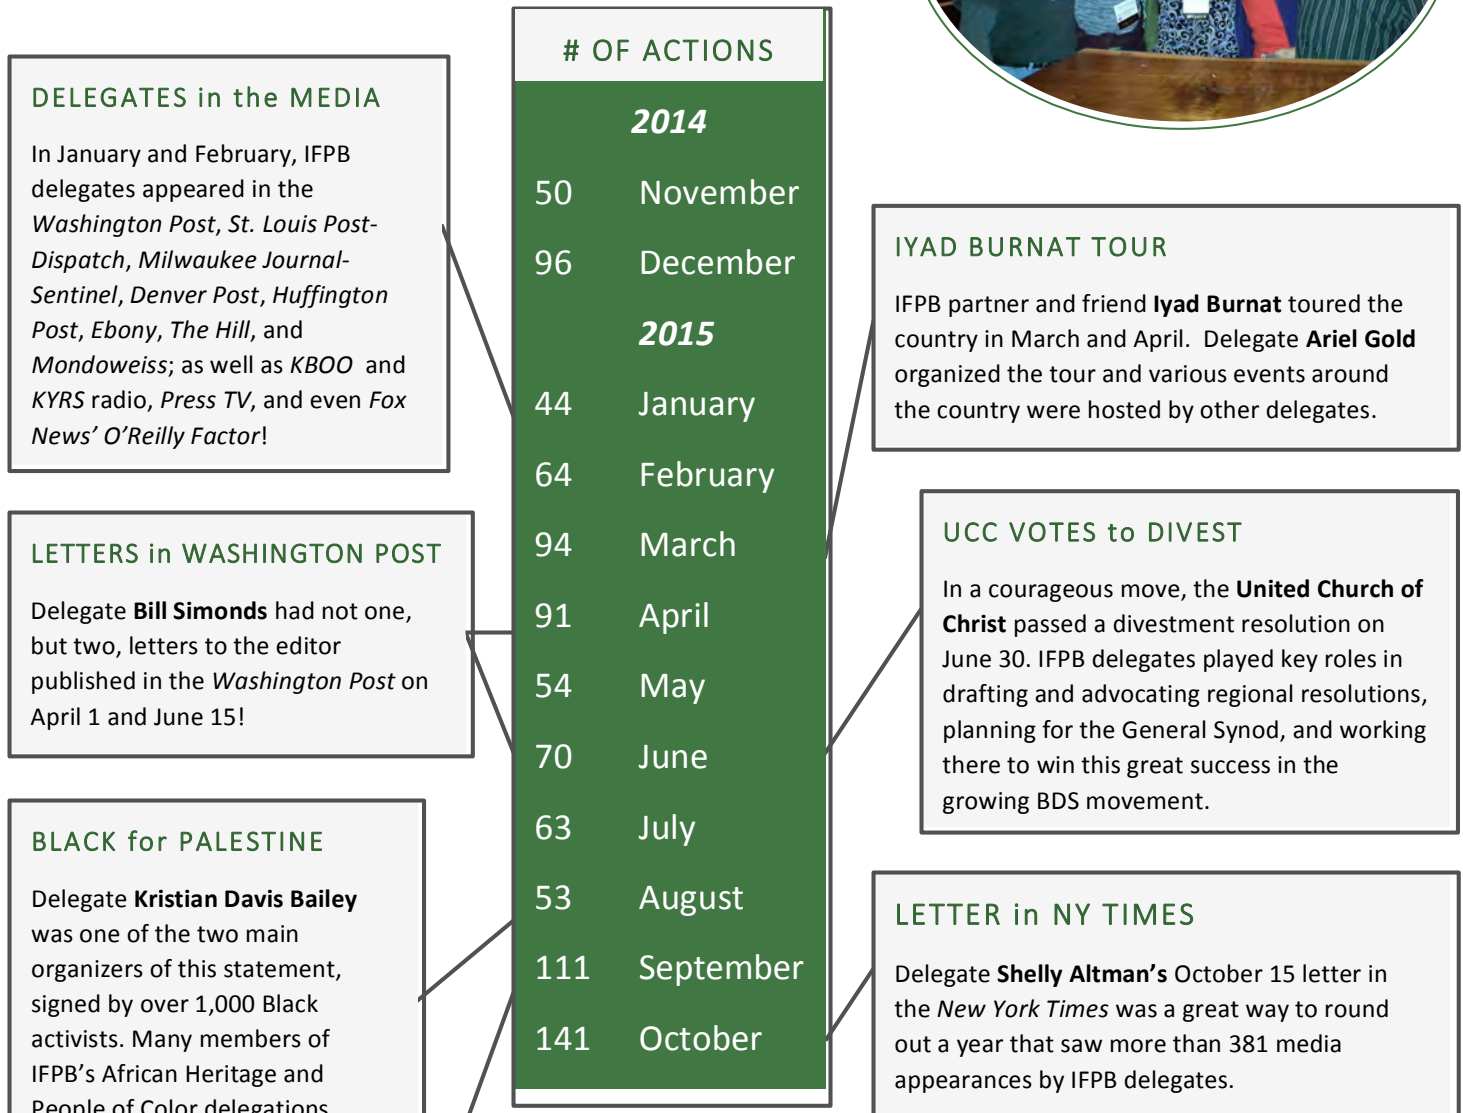 DELEGATES in the MEDIA
In January and February, IFPB
delegates appeared in the
Washington Post, St. Louis Post-
Dispatch, Milwaukee Journal-
Sentinel, Denver Post, Huffington
Post, Ebony, The Hill, and
Mondoweiss; as well as KBOO and
KYRS radio, Press TV, and even Fox
News’ O’Reilly Factor!
LETTERS in WASHINGTON POST
Delegate Bill Simonds had not one,
but two, letters to the editor
published in the Washington Post on
April 1 and June 15!
BLACK for PALESTINE
Delegate Kristian Davis Bailey
was one of the two main
organizers of this statement,
signed by over 1,000 Black
activists. Many members of
IFPB’s African Heritage and
People of Color delegations
# OF ACTIONS
2014
50 November
96 December
2015
44 January
64 February
94 March
91 April
54 May
70 June
63 July
53 August
111 September
141 October
IYAD BURNAT TOUR
IFPB partner and friend Iyad Burnat toured the
country in March and April. Delegate Ariel Gold
organized the tour and various events around
the country were hosted by other delegates.
UCC VOTES to DIVEST
In a courageous move, the United Church of
Christ passed a divestment resolution on
June 30. IFPB delegates played key roles in
drafting and advocating regional resolutions,
planning for the General Synod, and working
there to win this great success in the
growing BDS movement.
LETTER in NY TIMES
Delegate Shelly Altman’s October 15 letter in
the New York Times was a great way to round
out a year that saw more than 381 media
appearances by IFPB delegates.